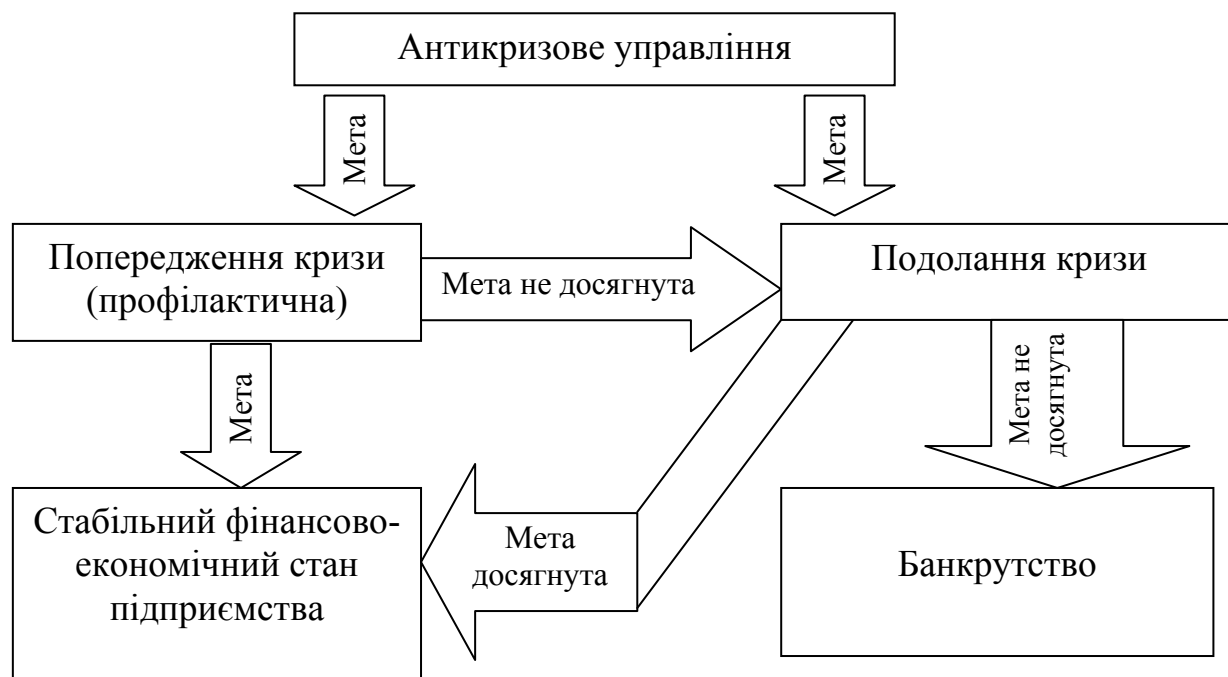 Антикризове управління
Мета
Мета
Попередження кризи
(профілактична)
Мета не досягнута
Подолання кризи
Мета
Мета не
досягнута
Стабільний фінансово-
економічний стан
підприємства
Мета
досягнута
Банкрутство